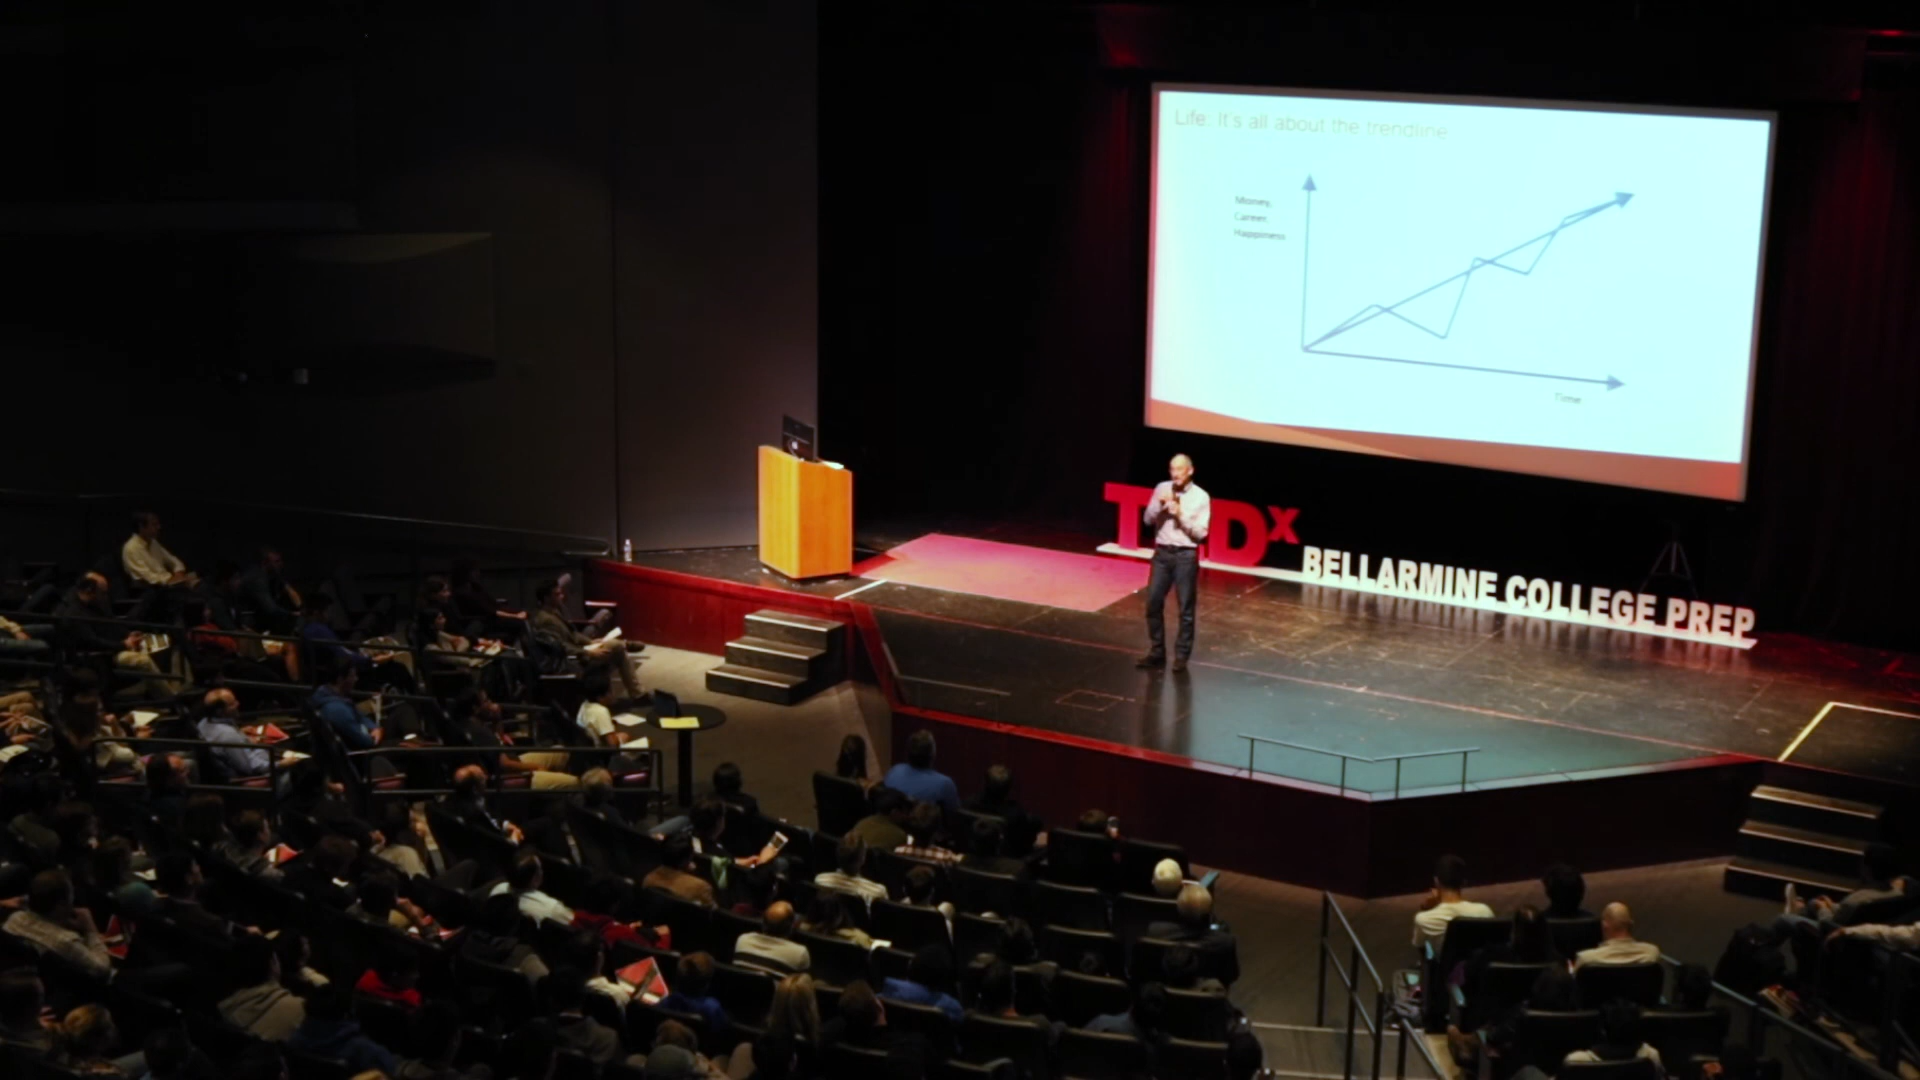 Life: It's all about the trendline
Money,
Career,
Happiness
Time
TEDx
BELLARMINE COLLEGE PREP